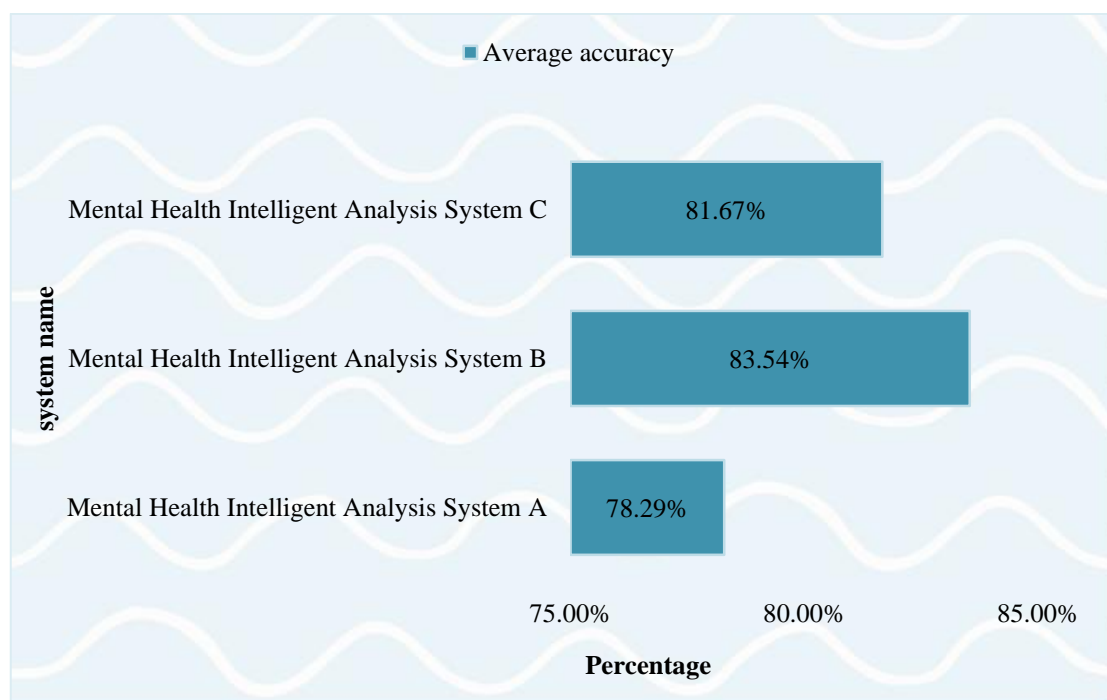 Average accuracy
Mental Health Intelligent Analysis System C
81.67%
Mental Health Intelligent Analysis System B
83.54%
Mental Health Intelligent Analysis System A
78.29%
system name
75.00% 80.00% 85.00%
Percentage